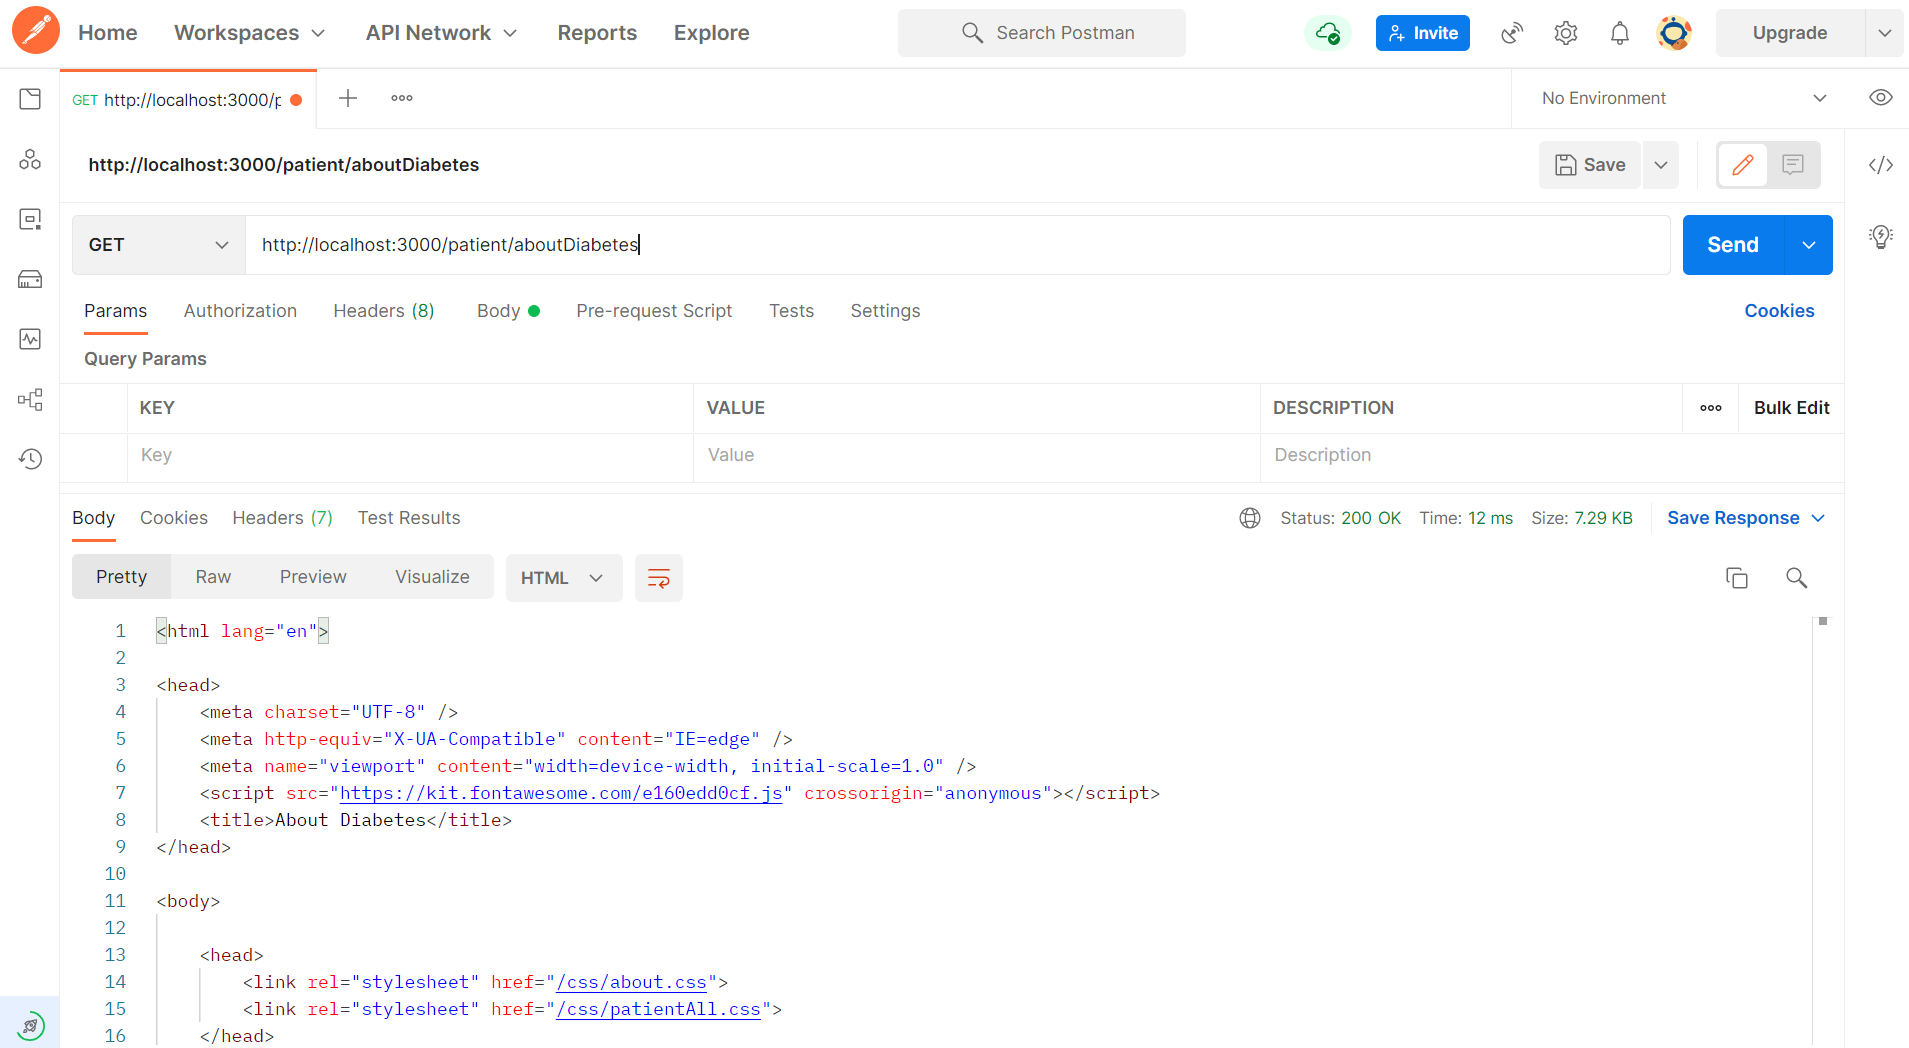 Home Workspaces API Network Reports Explore Search Postman Invite Upgrade
GET http://localhost:3000/p No Environment
http://localhost:3000/patient/aboutDiabetes Save
GET http://localhost:3000/patient/aboutDiabetes Send
Params Authorization Headers (8) Body Pre-request Script Tests Settings Cookies
Query Params
KEY VALUE DESCRIPTION Bulk Edit
Key Value Description
Body Cookies Headers (7) Test Results Status: 200 OK Time: 12 ms Size: 7.29 KB Save Response
Pretty Raw Preview Visualize HTML
1 <html lang="en">
2
3 <head>
4 <meta charset="UTF-8" />
5 <meta http-equiv="X-UA-Compatible" content="IE=edge" />
6 <meta name="viewport" content="width=device-width, initial-scale=1.0" />
7 <script src="https://kit.fontawesome.com/e160edd0cf.js" crossorigin="anonymous"></script>
8 <title>About Diabetes</title>
9 </head>
10
11 <body>
12
13 <head>
14 <link rel="stylesheet" href="/css/about.css">
15 <link rel="stylesheet" href="/css/patientAll.css">
16 </head>